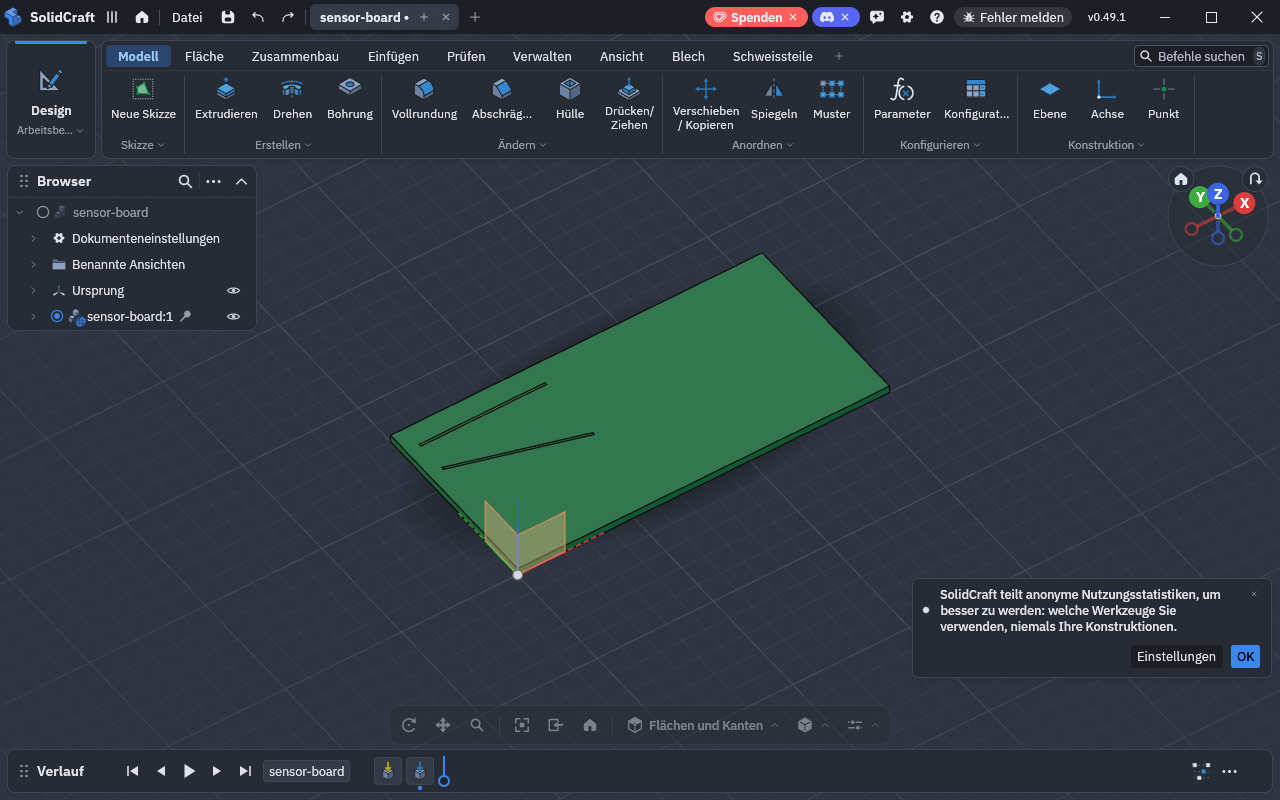 SolidCraft
Datei
sensor-board •
Spenden
Fehler melden
v0.49.1
Design
Arbeitsbe...
Modell
Fläche
Zusammenbau
Einfügen
Prüfen
Verwalten
Ansicht
Blech
Schweissteile
Befehle suchen
S
Neue Skizze
Extrudieren
Drehen
Bohrung
Vollrundung
Abschräg...
Hülle
Drücken/
Ziehen
Verschieben
/ Kopieren
Spiegeln
Muster
Parameter
Konfigurat...
Ebene
Achse
Punkt
Skizze
Erstellen
Ändern
Anordnen
Konfigurieren
Konstruktion
Browser
sensor-board
Dokumenteneinstellungen
Benannte Ansichten
Ursprung
sensor-board:1
Y
Z
X
SolidCraft teilt anonyme Nutzungsstatistiken, um
besser zu werden: welche Werkzeuge Sie
verwenden, niemals Ihre Konstruktionen.
Einstellungen
OK
Flächen und Kanten
Verlauf
sensor-board